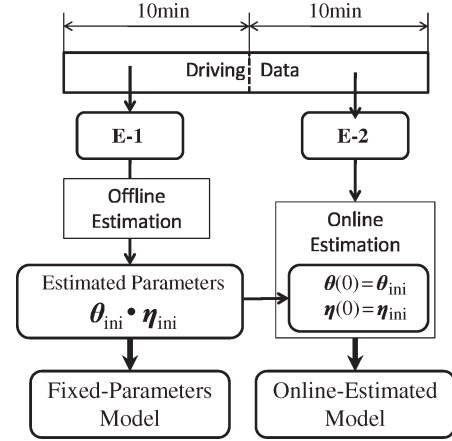 10min 10min
Driving Data
E-1 E-2
Offline
Estimation
Online
Estimation
Estimated Parameters
θini • ηini
θ(0)=θini
η(0)=ηini
Fixed-Parameters
Model
Online-Estimated
Model